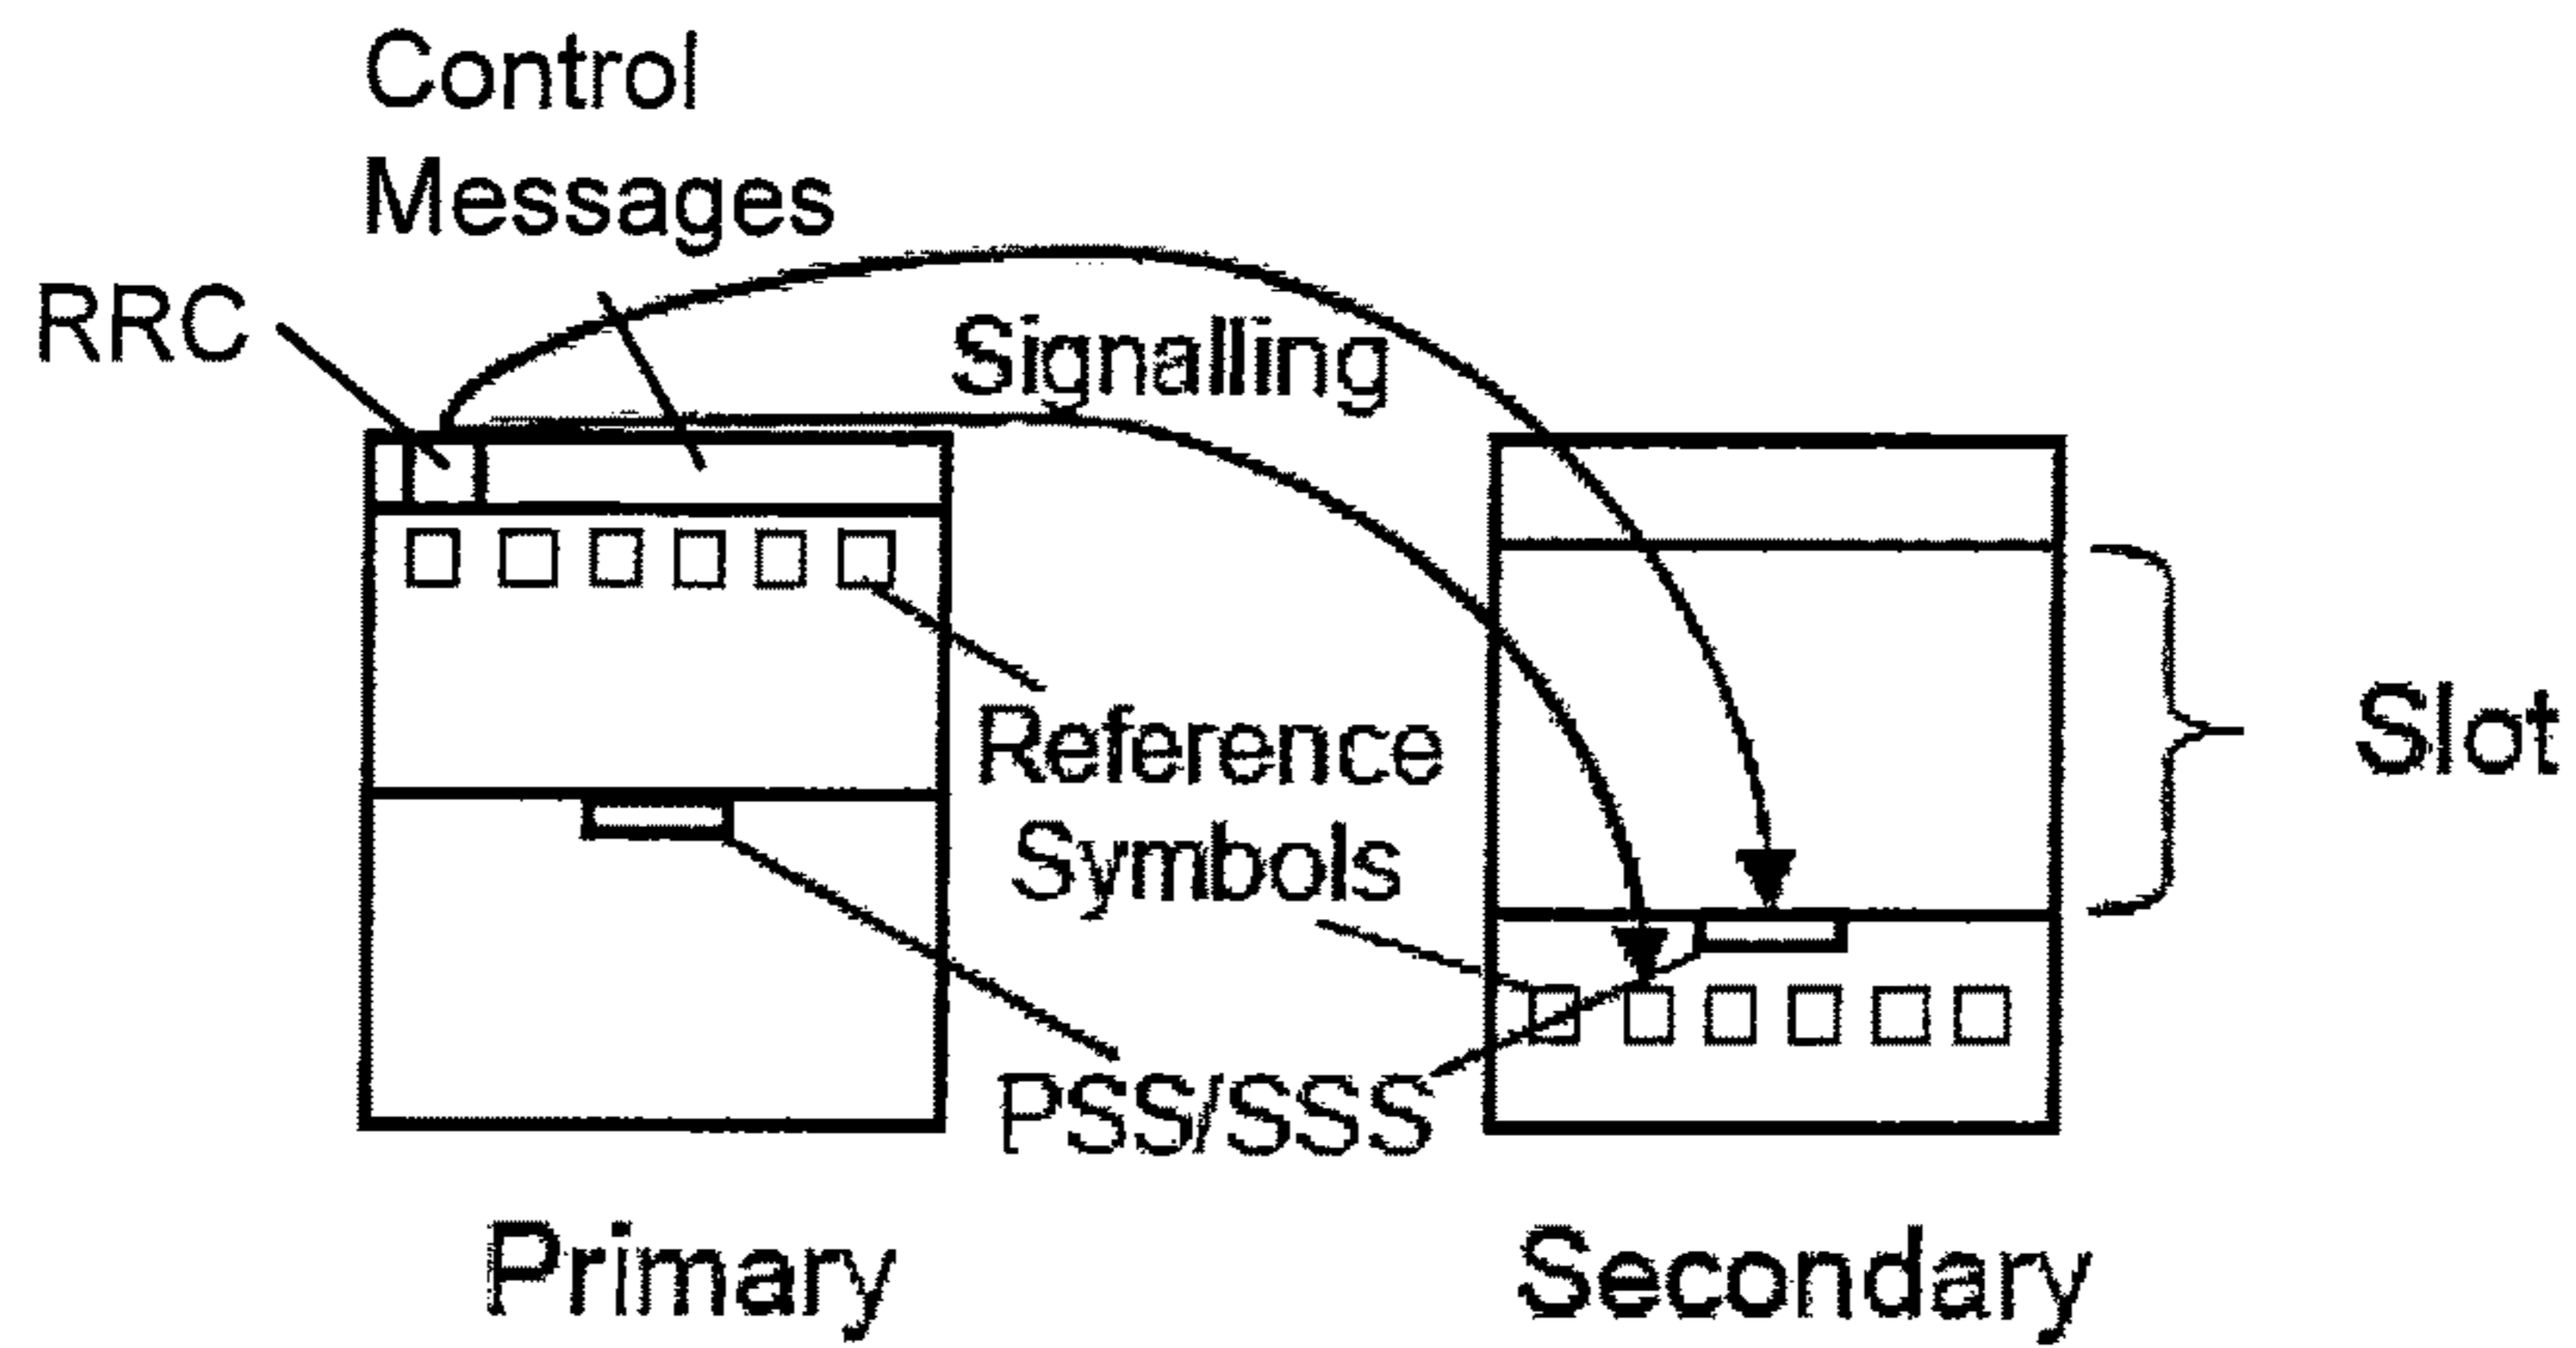 Control
Messages
RRC
Signalling
Reference
Symbols
Slot
PSS/SSS
Primary
Secondary